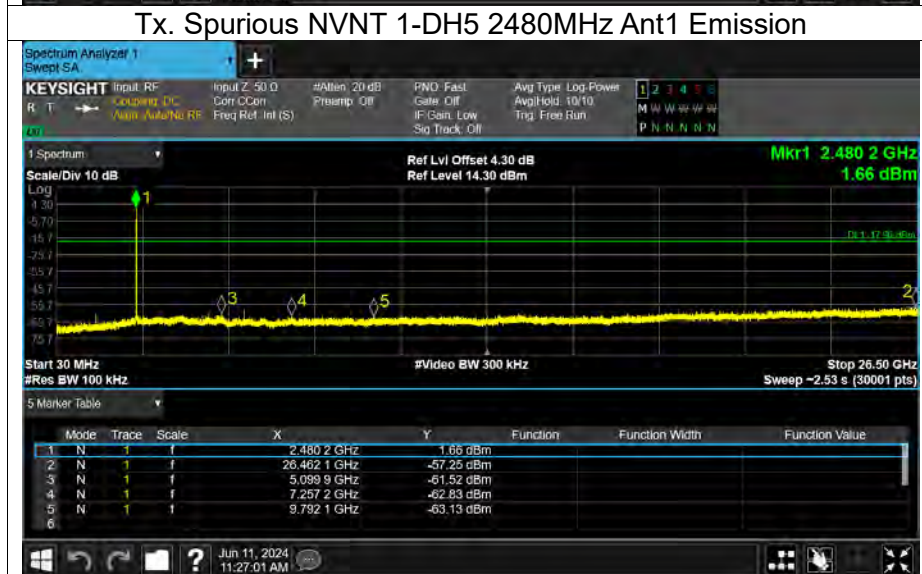 Tx. Spurious NVNT 1-DH5 2480MHz Ant1 Emission
Spectrum Analyzer 1
Swept SA
+
KEYSIGHT Input: RF Input Z: 50 Ω #Atten: 20 dB PNO: Fast Avg Type: Log-Power 1 2 3 4 5 6
R T Coupling: DC Corr CCorr Preamp: Off Gate: Off Avg|Hold: 10/10 M W W W W W
Align: Auto/No RF Freq Ref: Int (S) IF Gain: Low Trig: Free Run
Sig Track: Off P N N N N N
1 Spectrum Ref Lvl Offset 4.30 dB Mkr1 2.480 2 GHz
Scale/Div 10 dB Ref Level 14.30 dBm 1.66 dBm
Log
4.30
-5.70
-15.7
-25.7
-35.7
-45.7
-55.7
-65.7
-75.7
1
3
4
5
2
Start 30 MHz #Video BW 300 kHz Stop 26.50 GHz
#Res BW 100 kHz Sweep ~2.53 s (30001 pts)
5 Marker Table
Mode Trace Scale X Y Function Function Width Function Value
1 N 1 f 2.480 2 GHz 1.66 dBm
2 N 1 f 26.462 1 GHz -57.25 dBm
3 N 1 f 5.099 9 GHz -61.52 dBm
4 N 1 f 7.257 2 GHz -62.83 dBm
5 N 1 f 9.792 1 GHz -63.13 dBm
6
? Jun 11, 2024
11:27:01 AM